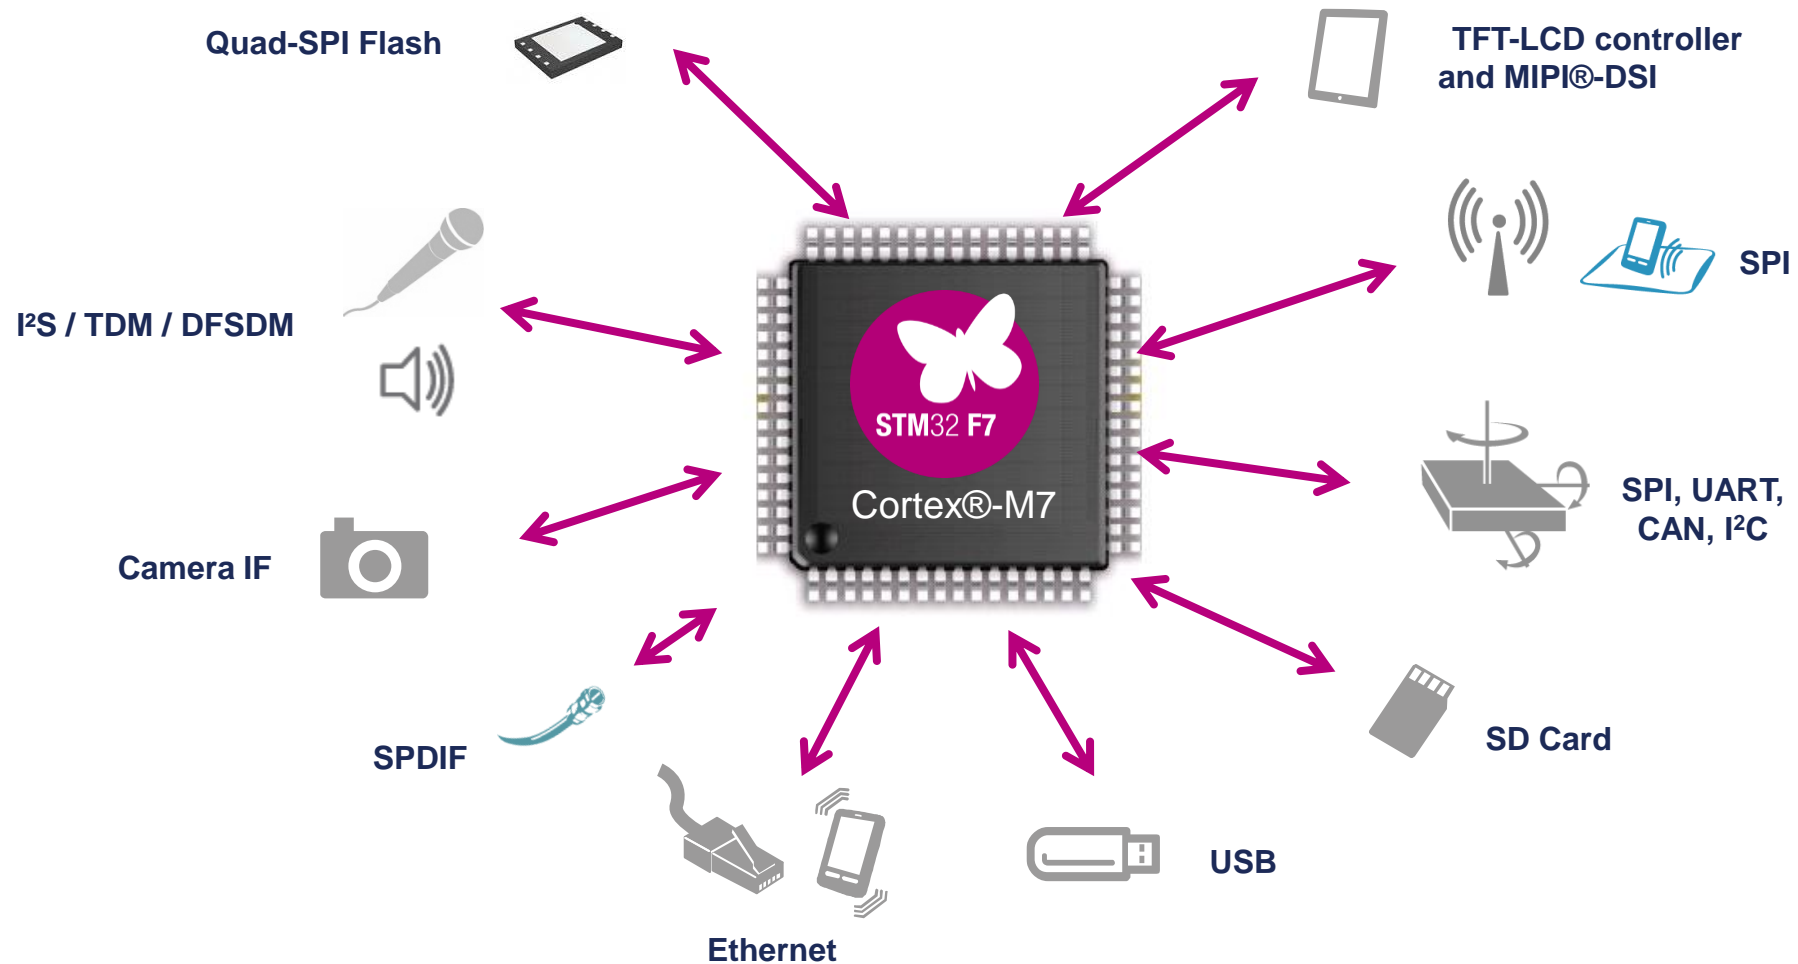 Quad-SPI Flash
TFT-LCD controller
and MIPI®-DSI
SPI
I²S / TDM / DFSDM
STM32 F7
Cortex®-M7
SPI, UART,
CAN, I²C
Camera IF
SD Card
SPDIF
USB
Ethernet